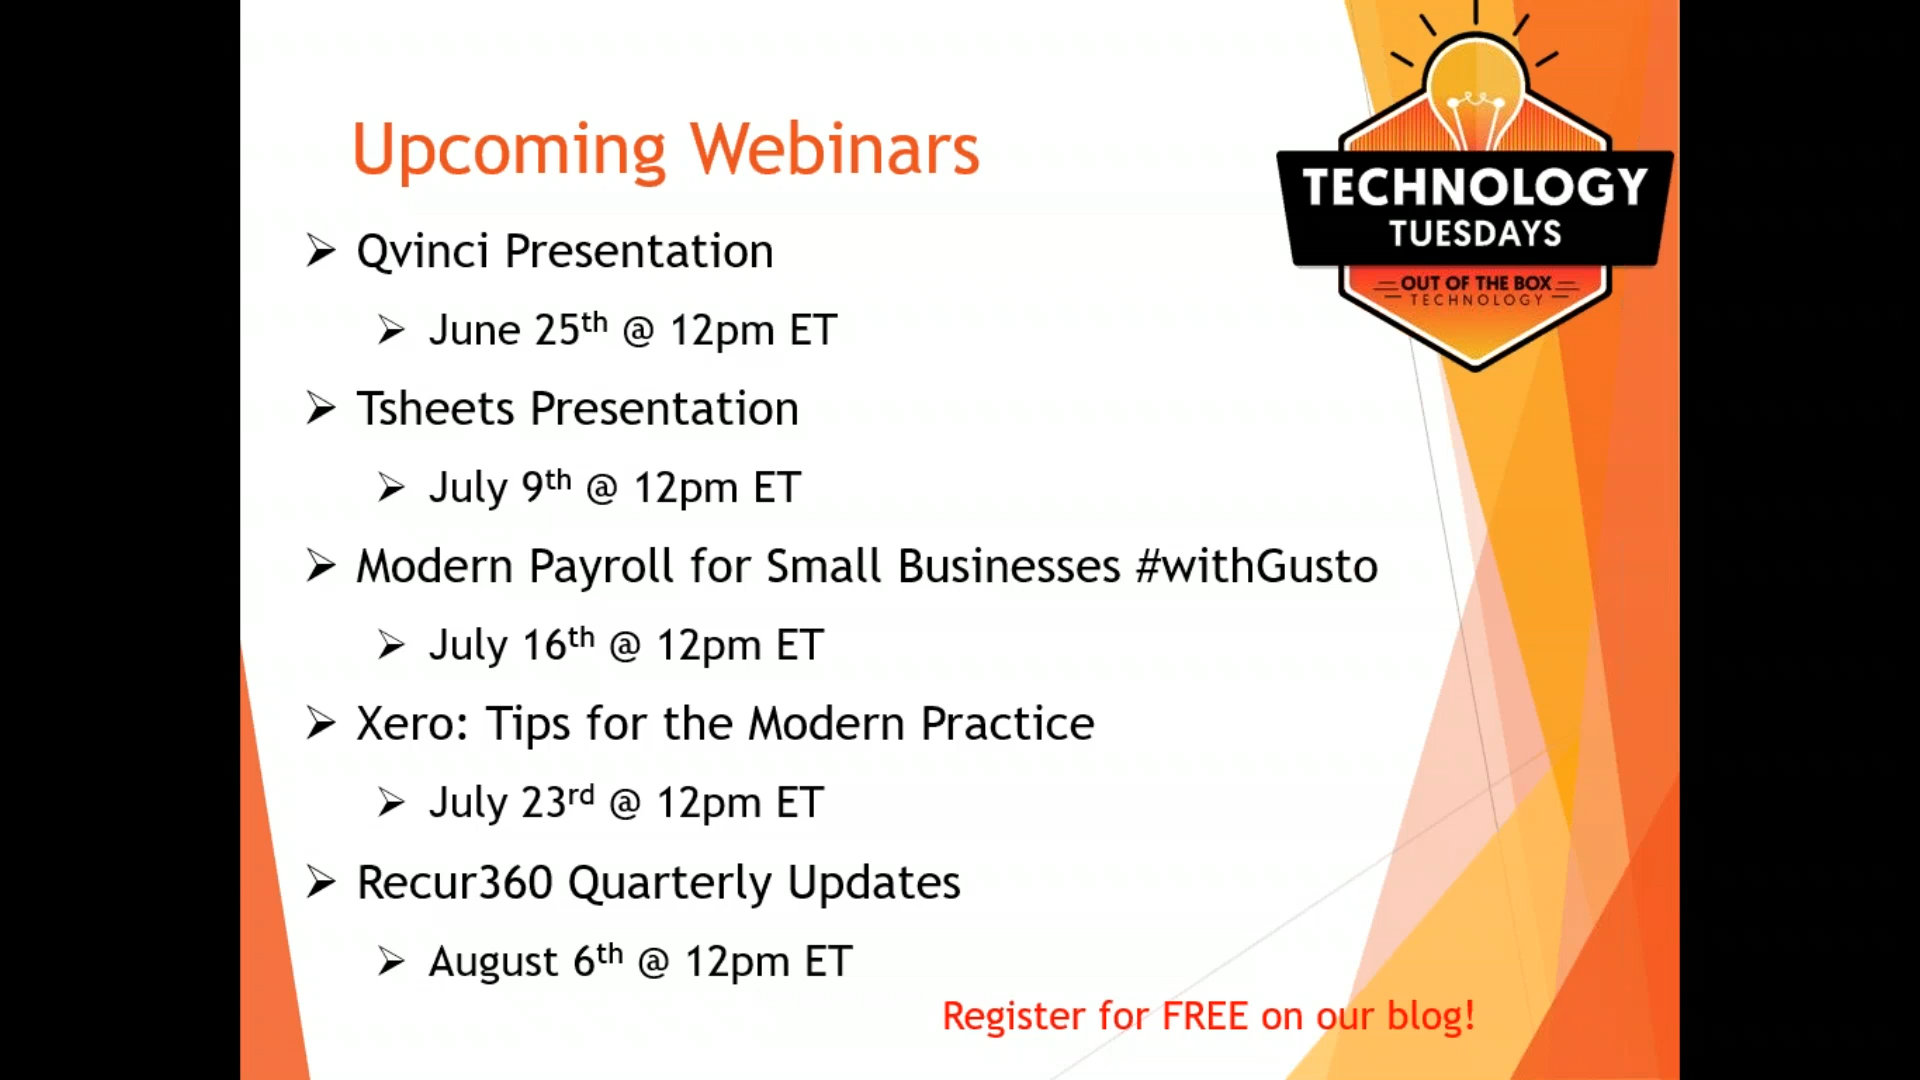 Upcoming Webinars
TECHNOLOGY
TUESDAYS
OUT OF THE BOX
TECHNOLOGY
Qvinci Presentation
June 25th @ 12pm ET
Tsheets Presentation
July 9th @ 12pm ET
Modern Payroll for Small Businesses #withGusto
July 16th @ 12pm ET
Xero: Tips for the Modern Practice
July 23rd @ 12pm ET
Recur360 Quarterly Updates
August 6th @ 12pm ET
Register for FREE on our blog!